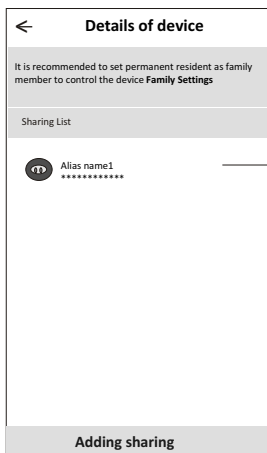 Details of device
It is recommended to set permanent resident as family
member to control the device Family Settings
Sharing List
Alias name1
************
Adding sharing